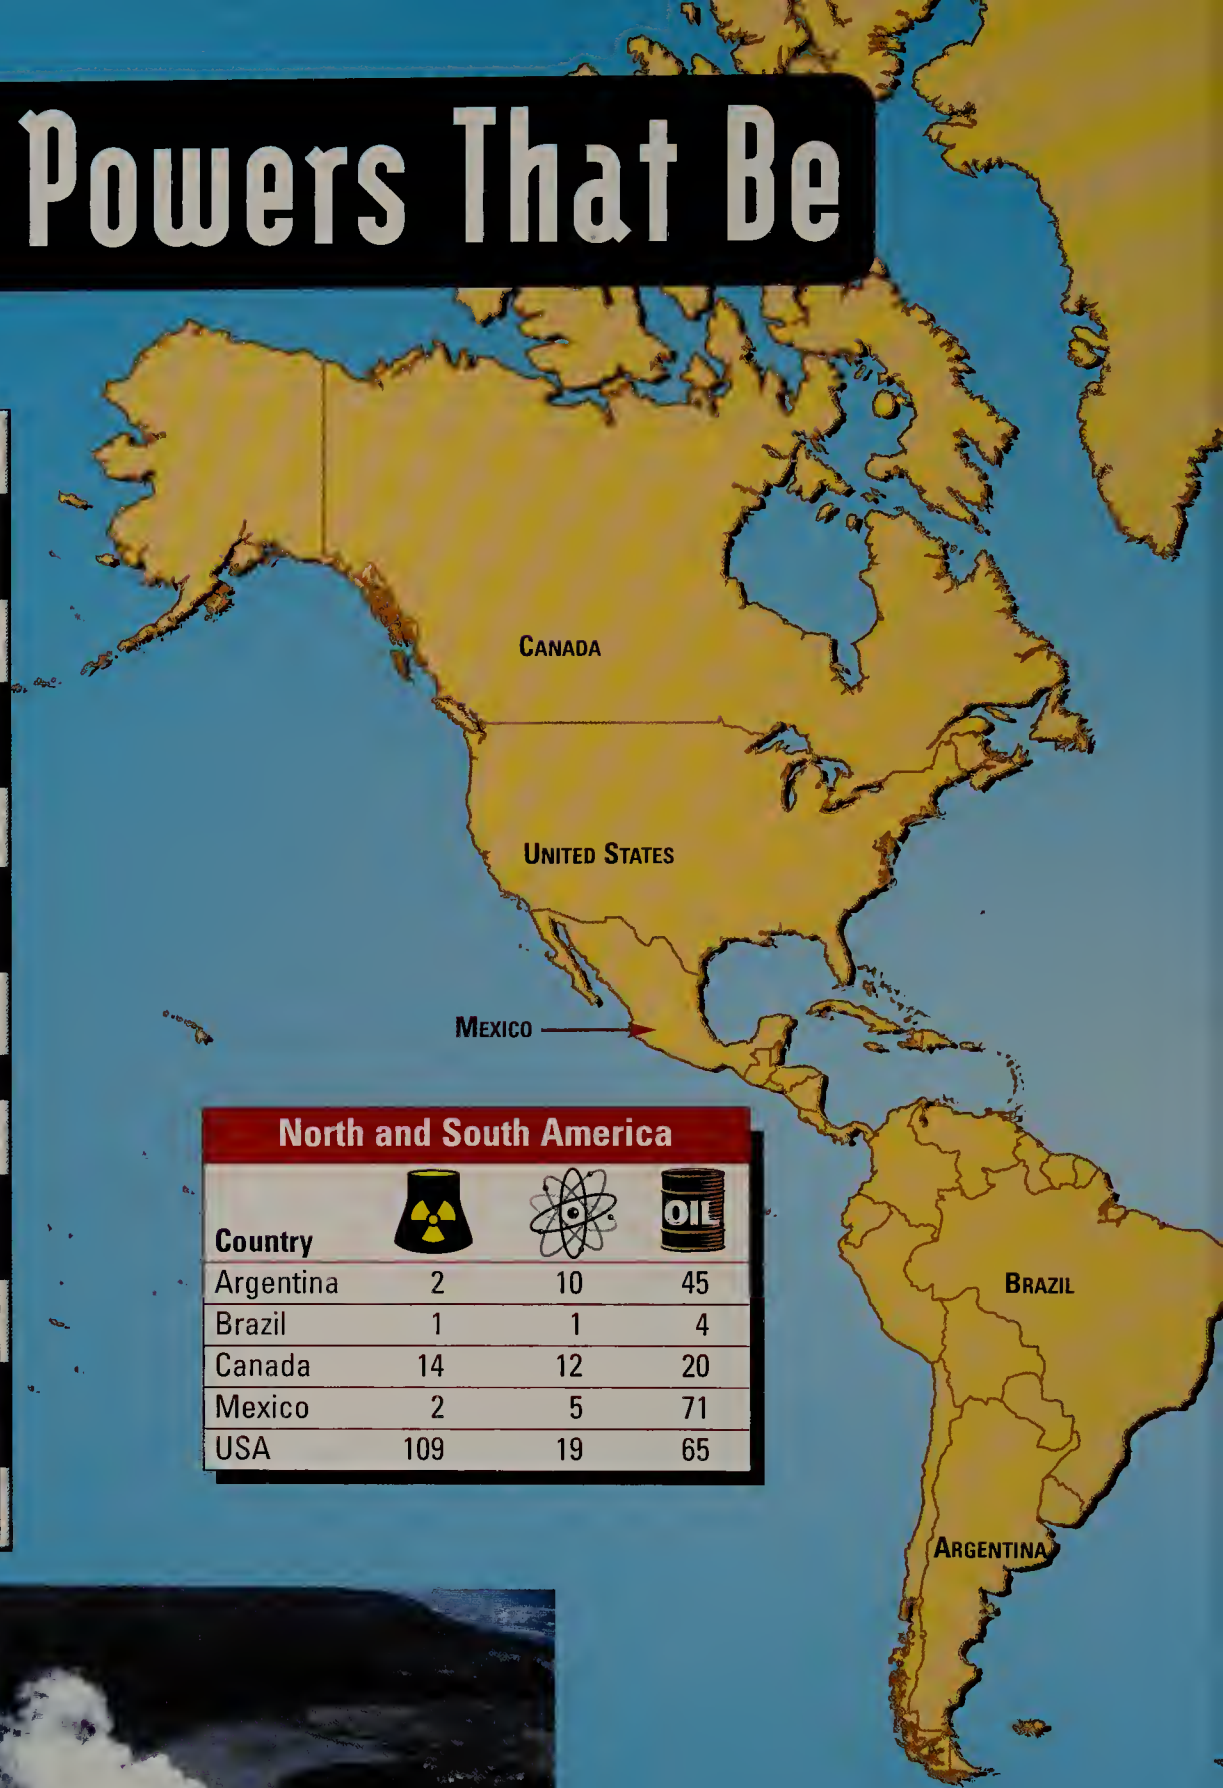 Powers That Be
CANADA
UNITED STATES
MEXICO
North and South America
OIL
Country
Argentina 2 10 45
Brazil 1 1 4
Canada 14 12 20
Mexico 2 5 71
USA 109 19 65
BRAZIL
ARGENTINA